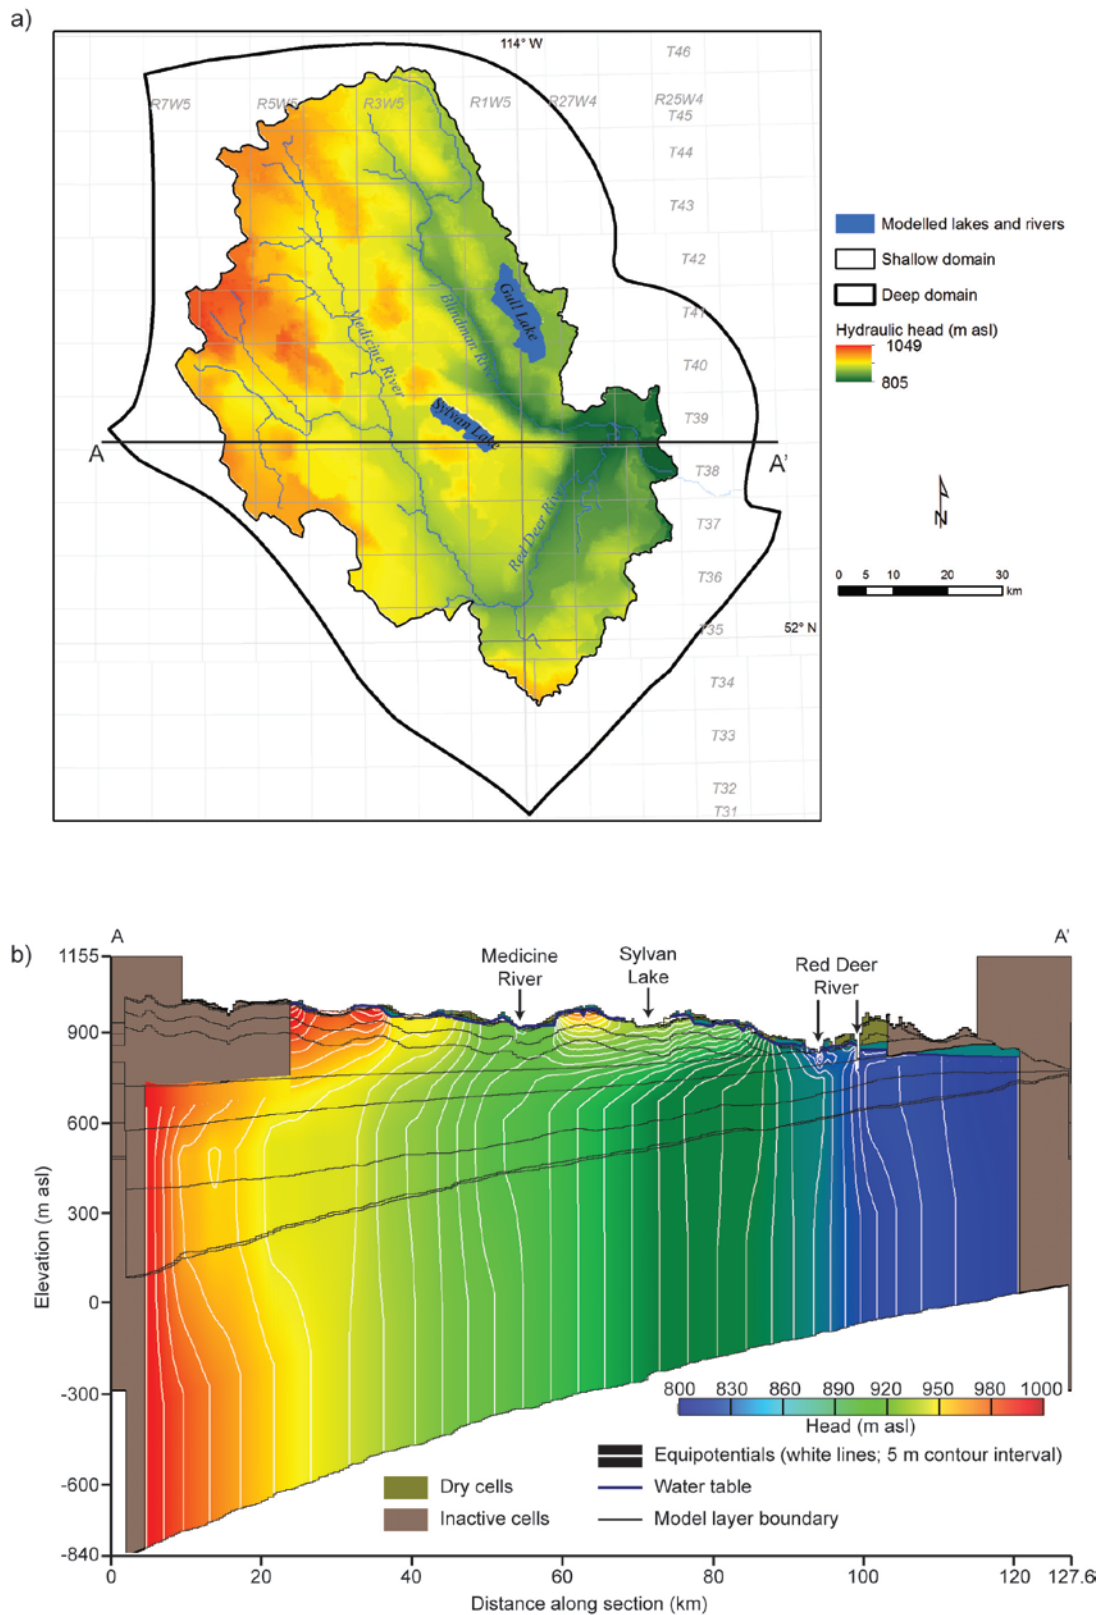 a)
114° W
T46
R7W5 R5W5 R3W5 R1W5 R27W4 R25W4
T45
T44
T43
T42
T41
T40
T39
T38
T37
T36
T35
52° N
T34
T33
T32
T31
Gull Lake
Blindman River
Medicine River
Sylvan Lake
Red Deer River
A
A'
Modelled lakes and rivers
Shallow domain
Deep domain
Hydraulic head (m asl)
1049
805
N
0 5 10 20 30
km
b)
A
A'
Medicine
River
Sylvan
Lake
Red Deer
River
1155
900
600
300
0
-300
-600
-840
Elevation (m asl)
800 830 860 890 920 950 980 1000
Head (m asl)
Equipotentials (white lines; 5 m contour interval)
Dry cells
Water table
Inactive cells
Model layer boundary
0 20 40 60 80 100 120 127.6
Distance along section (km)